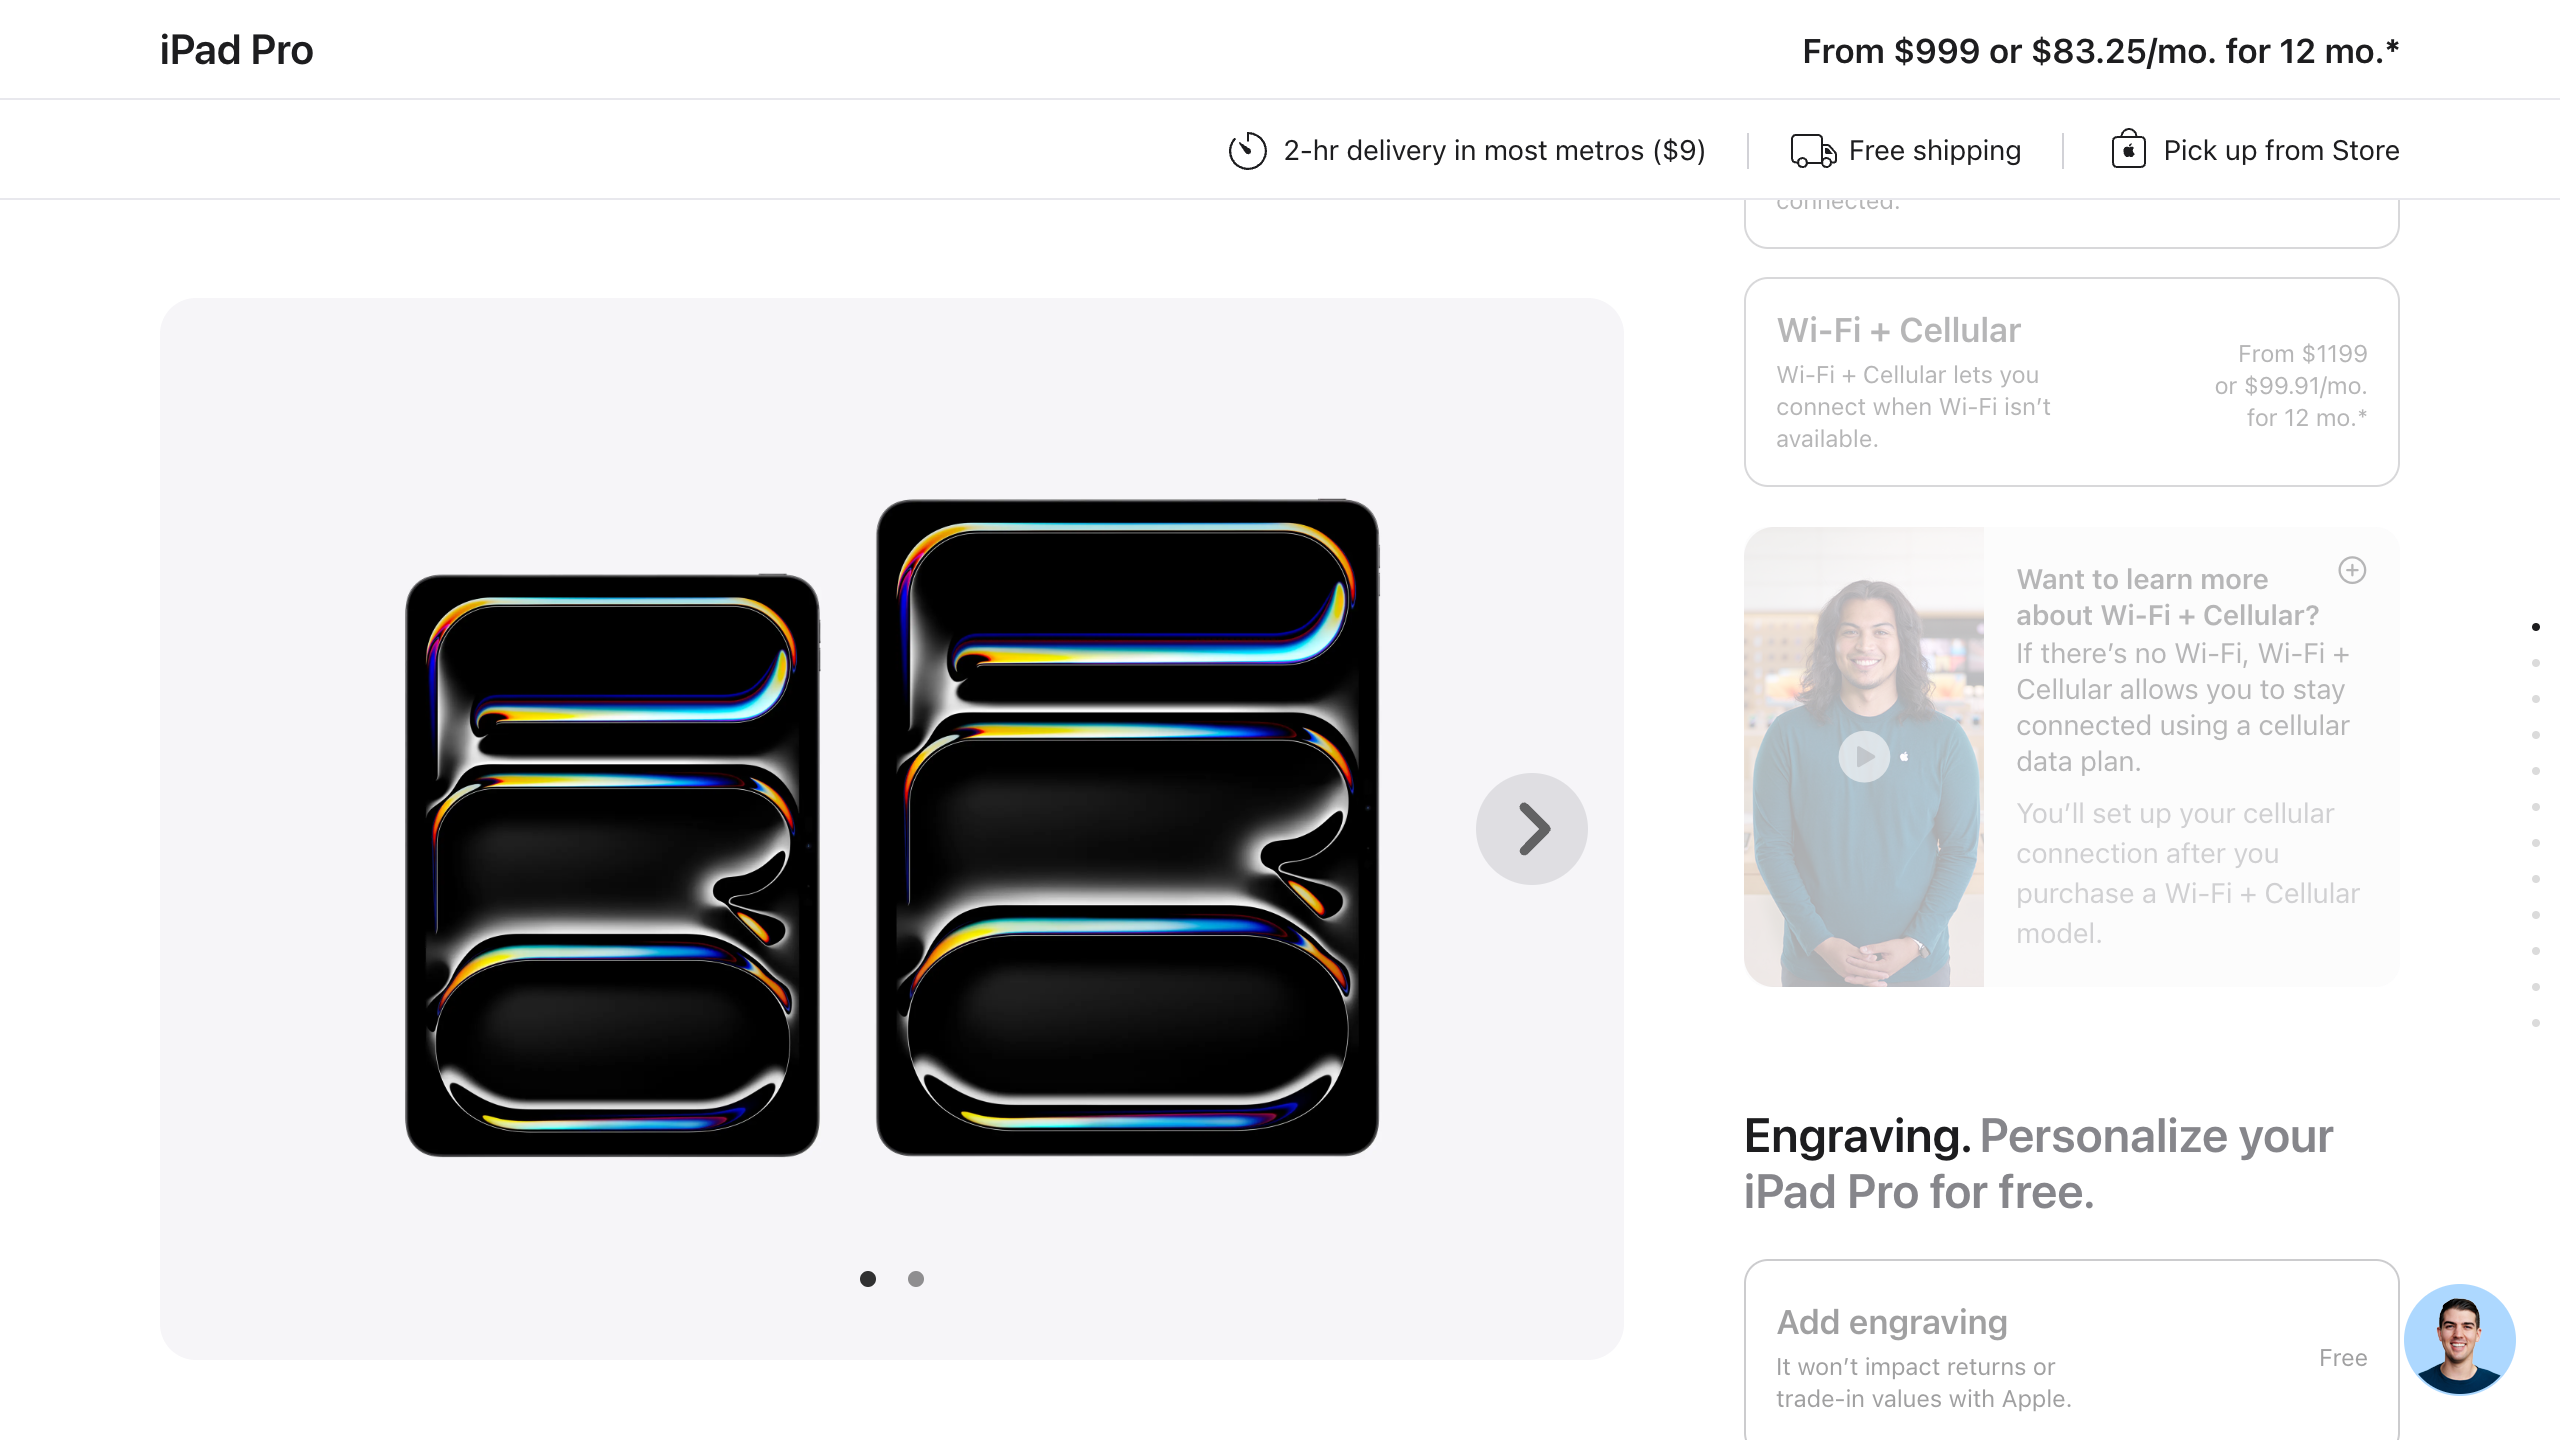 iPad Pro
From $999 or $83.25/mo. for 12 mo.*
2-hr delivery in most metros ($9)
Free shipping
Pick up from Store
connected.
Wi-Fi + Cellular
Wi-Fi + Cellular lets you
connect when Wi-Fi isn’t
available.
From $1199
or $99.91/mo.
for 12 mo.*
Want to learn more
about Wi-Fi + Cellular?
If there’s no Wi-Fi, Wi-Fi +
Cellular allows you to stay
connected using a cellular
data plan.
You’ll set up your cellular
connection after you
purchase a Wi-Fi + Cellular
model.
Engraving. Personalize your
iPad Pro for free.
Add engraving
It won’t impact returns or
trade-in values with Apple.
Free